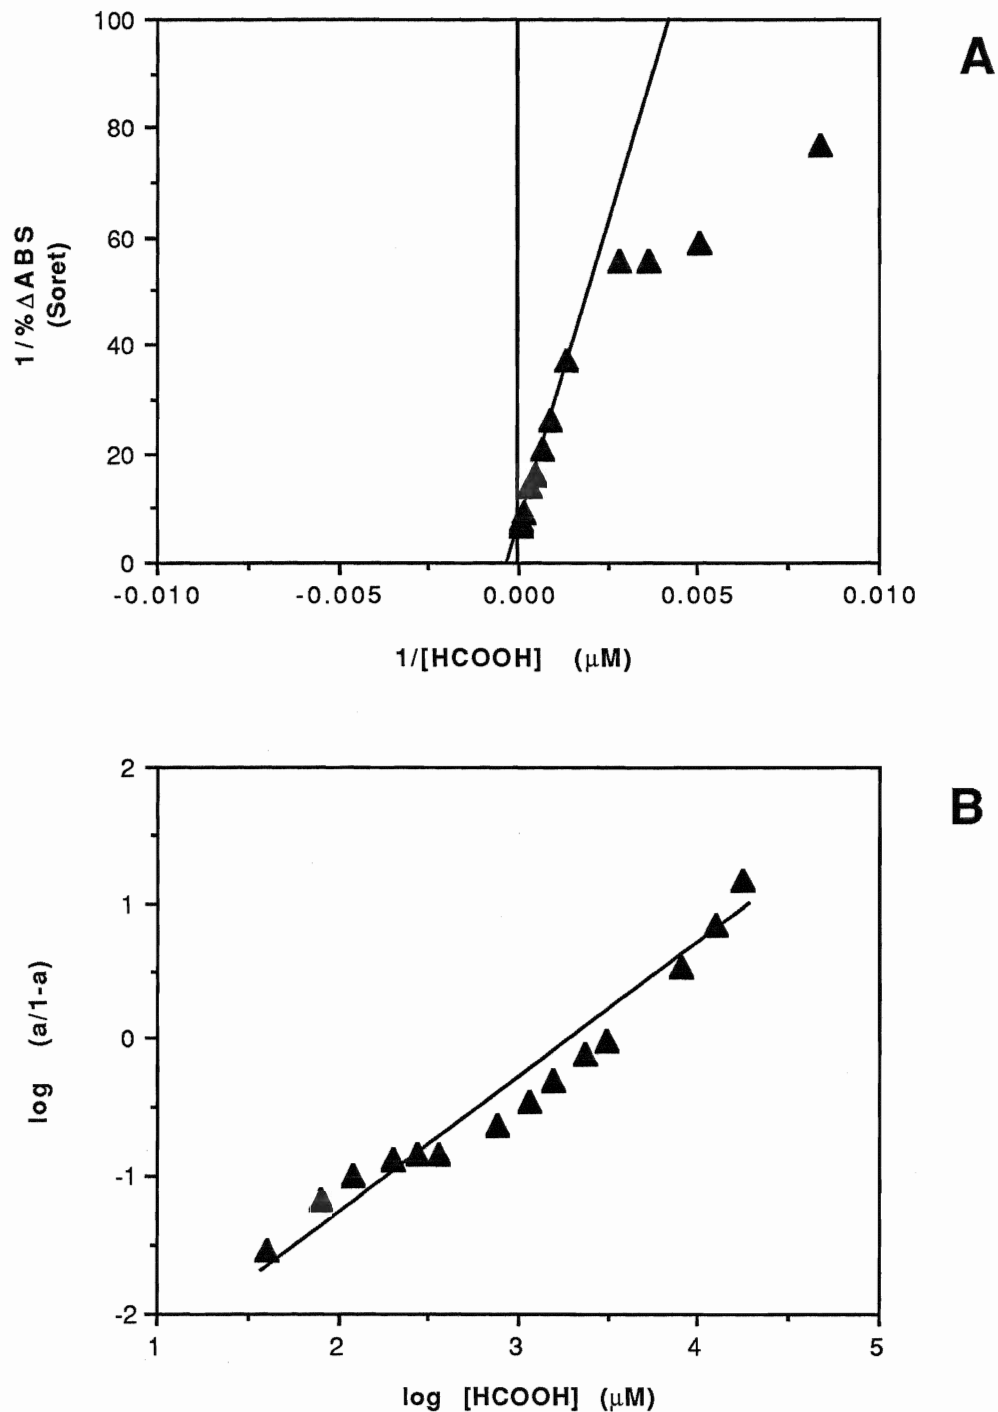 A
100
80
60
40
20
0
1/%ΔABS
(Soret)
-0.010 -0.005 0.000 0.005 0.010
1/[HCOOH] (μM)
B
2
1
0
-1
-2
log (a/1-a)
1 2 3 4 5
log [HCOOH] (μM)